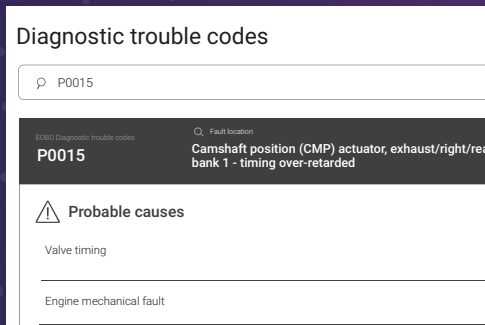 Diagnostic trouble codes
P0015
EOBD Diagnostic trouble codes
P0015
Fault location
Camshaft position (CMP) actuator, exhaust/right/rea
bank 1 - timing over-retarded
Probable causes
Valve timing
Engine mechanical fault